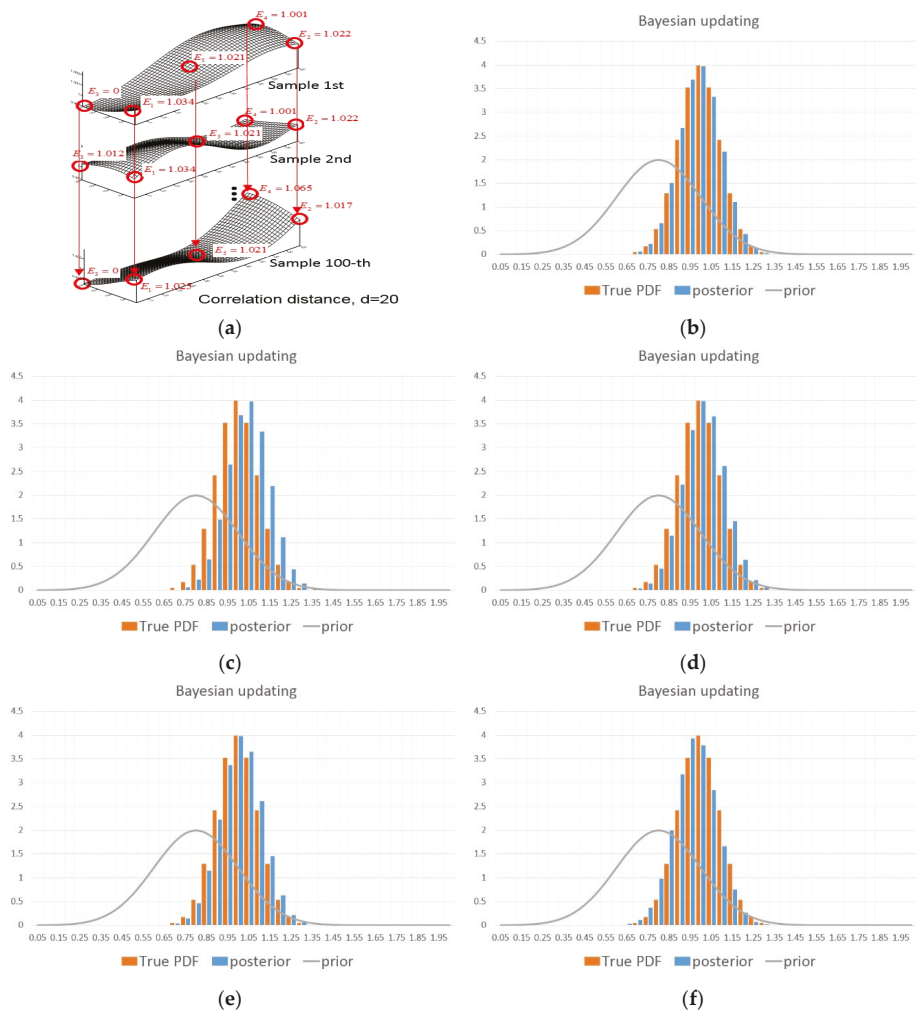 E₄ = 1.001
E₂ = 1.022
E₅ = 1.021
Sample 1st
E₃ = 0
E₁ = 1.034
E₄ = 1.001
E₂ = 1.022
E₅ = 1.021
Sample 2nd
E₃ = 1.012
E₁ = 1.034
E₄ = 1.065
E₂ = 1.017
E₅ = 1.021
Sample 100-th
E₃ = 0
E₁ = 1.025
Correlation distance, d=20
(a)
Bayesian updating
4.5
4
3.5
3
2.5
2
1.5
1
0.5
0
0.05 0.15 0.25 0.35 0.45 0.55 0.65 0.75 0.85 0.95 1.05 1.15 1.25 1.35 1.45 1.55 1.65 1.75 1.85 1.95
True PDF posterior prior
(b)
Bayesian updating
4.5
4
3.5
3
2.5
2
1.5
1
0.5
0
0.05 0.15 0.25 0.35 0.45 0.55 0.65 0.75 0.85 0.95 1.05 1.15 1.25 1.35 1.45 1.55 1.65 1.75 1.85 1.95
True PDF posterior prior
(c)
Bayesian updating
4.5
4
3.5
3
2.5
2
1.5
1
0.5
0
0.05 0.15 0.25 0.35 0.45 0.55 0.65 0.75 0.85 0.95 1.05 1.15 1.25 1.35 1.45 1.55 1.65 1.75 1.85 1.95
True PDF posterior prior
(d)
Bayesian updating
4.5
4
3.5
3
2.5
2
1.5
1
0.5
0
0.05 0.15 0.25 0.35 0.45 0.55 0.65 0.75 0.85 0.95 1.05 1.15 1.25 1.35 1.45 1.55 1.65 1.75 1.85 1.95
True PDF posterior prior
(e)
Bayesian updating
4.5
4
3.5
3
2.5
2
1.5
1
0.5
0
0.05 0.15 0.25 0.35 0.45 0.55 0.65 0.75 0.85 0.95 1.05 1.15 1.25 1.35 1.45 1.55 1.65 1.75 1.85 1.95
True PDF posterior prior
(f)